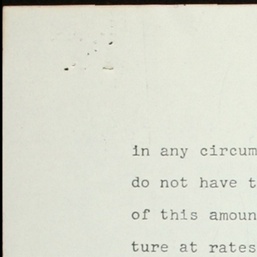 in any circum
do not have t
of this amoun
ture at rates